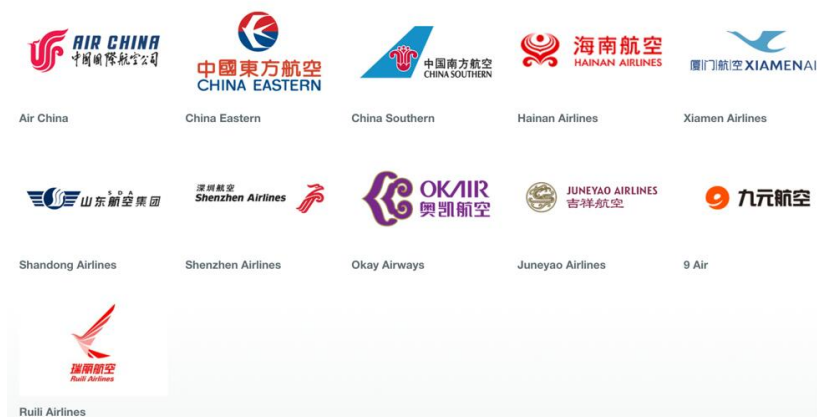 AIR CHINA
中国国际航空公司
中國東方航空
CHINA EASTERN
中国南方航空
CHINA SOUTHERN
海南航空
HAINAN AIRLINES
厦门航空 XIAMENAI
Air China
China Eastern
China Southern
Hainan Airlines
Xiamen Airlines
SDA
山东航空集团
深圳航空
Shenzhen Airlines
OKAIR
奥凯航空
JUNEYAO AIRLINES
吉祥航空
九元航空
Shandong Airlines
Shenzhen Airlines
Okay Airways
Juneyao Airlines
9 Air
瑞丽航空
Ruili Airlines
Ruili Airlines